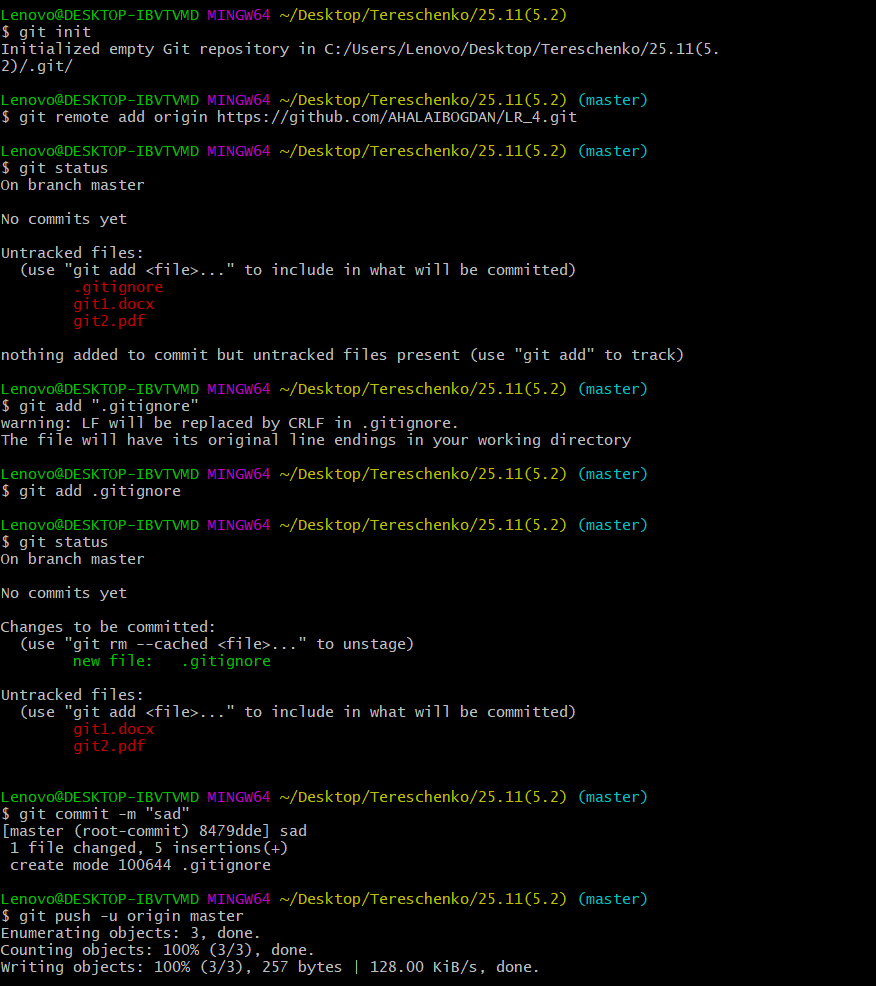 Lenovo@DESKTOP-IBVTVMD MINGW64 ~/Desktop/Tereschenko/25.11(5.2)
$ git init
Initialized empty Git repository in C:/Users/Lenovo/Desktop/Tereschenko/25.11(5.
2)/.git/
Lenovo@DESKTOP-IBVTVMD MINGW64 ~/Desktop/Tereschenko/25.11(5.2) (master)
$ git remote add origin https://github.com/AHALAIBOGDAN/LR_4.git
Lenovo@DESKTOP-IBVTVMD MINGW64 ~/Desktop/Tereschenko/25.11(5.2) (master)
$ git status
On branch master
No commits yet
Untracked files:
  (use "git add <file>..." to include in what will be committed)
        .gitignore
        git1.docx
        git2.pdf
nothing added to commit but untracked files present (use "git add" to track)
Lenovo@DESKTOP-IBVTVMD MINGW64 ~/Desktop/Tereschenko/25.11(5.2) (master)
$ git add ".gitignore"
warning: LF will be replaced by CRLF in .gitignore.
The file will have its original line endings in your working directory
Lenovo@DESKTOP-IBVTVMD MINGW64 ~/Desktop/Tereschenko/25.11(5.2) (master)
$ git add .gitignore
Lenovo@DESKTOP-IBVTVMD MINGW64 ~/Desktop/Tereschenko/25.11(5.2) (master)
$ git status
On branch master
No commits yet
Changes to be committed:
  (use "git rm --cached <file>..." to unstage)
        new file:   .gitignore
Untracked files:
  (use "git add <file>..." to include in what will be committed)
        git1.docx
        git2.pdf
Lenovo@DESKTOP-IBVTVMD MINGW64 ~/Desktop/Tereschenko/25.11(5.2) (master)
$ git commit -m "sad"
[master (root-commit) 8479dde] sad
 1 file changed, 5 insertions(+)
 create mode 100644 .gitignore
Lenovo@DESKTOP-IBVTVMD MINGW64 ~/Desktop/Tereschenko/25.11(5.2) (master)
$ git push -u origin master
Enumerating objects: 3, done.
Counting objects: 100% (3/3), done.
Writing objects: 100% (3/3), 257 bytes | 128.00 KiB/s, done.